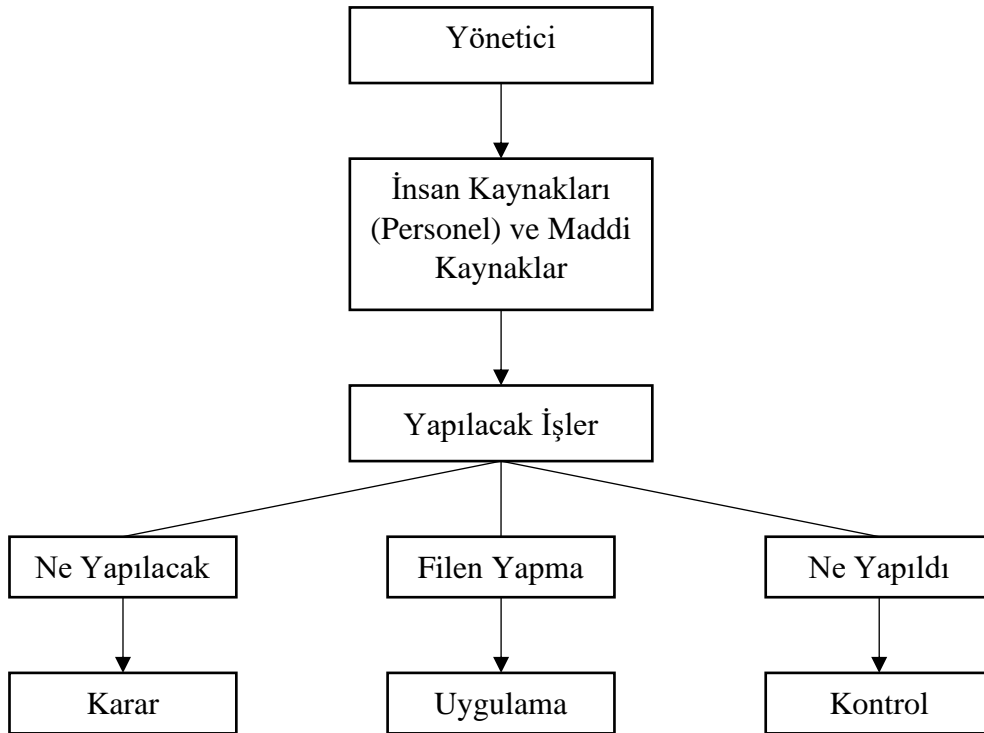 Yönetici
İnsan Kaynakları
(Personel) ve Maddi
Kaynaklar
Yapılacak İşler
Ne Yapılacak
Filen Yapma
Ne Yapıldı
Karar
Uygulama
Kontrol